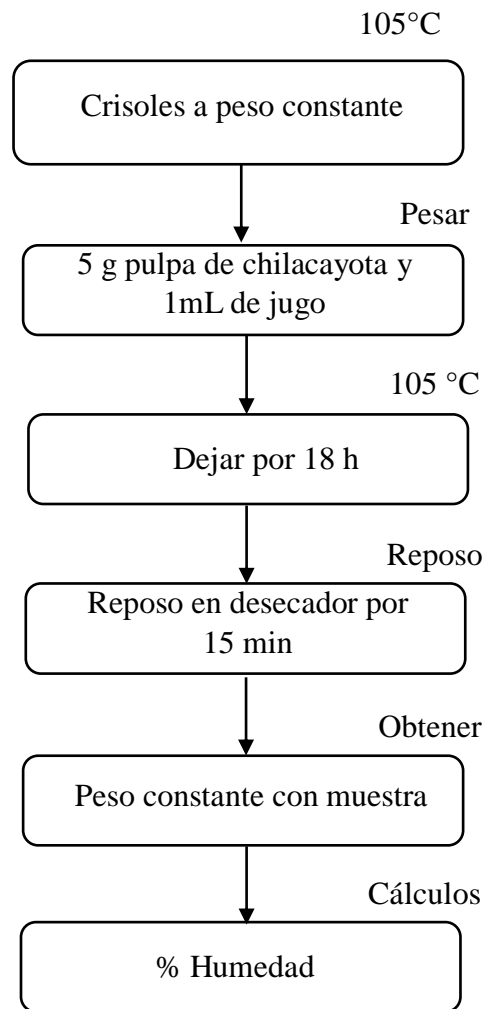 105°C
Crisoles a peso constante
Pesar
5 g pulpa de chilacayota y
1mL de jugo
105 °C
Dejar por 18 h
Reposo
Reposo en desecador por
15 min
Obtener
Peso constante con muestra
Cálculos
% Humedad